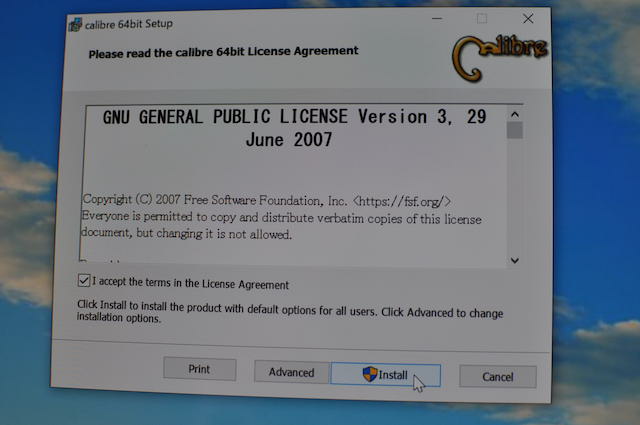 calibre 64bit Setup
Please read the calibre 64bit License Agreement
Calibre
GNU GENERAL PUBLIC LICENSE Version 3, 29
June 2007
Copyright (C) 2007 Free Software Foundation, Inc. <https://fsf.org/>
Everyone is permitted to copy and distribute verbatim copies of this license
document, but changing it is not allowed.
I accept the terms in the License Agreement
Click Install to install the product with default options for all users. Click Advanced to change
installation options.
Print
Advanced
Install
Cancel